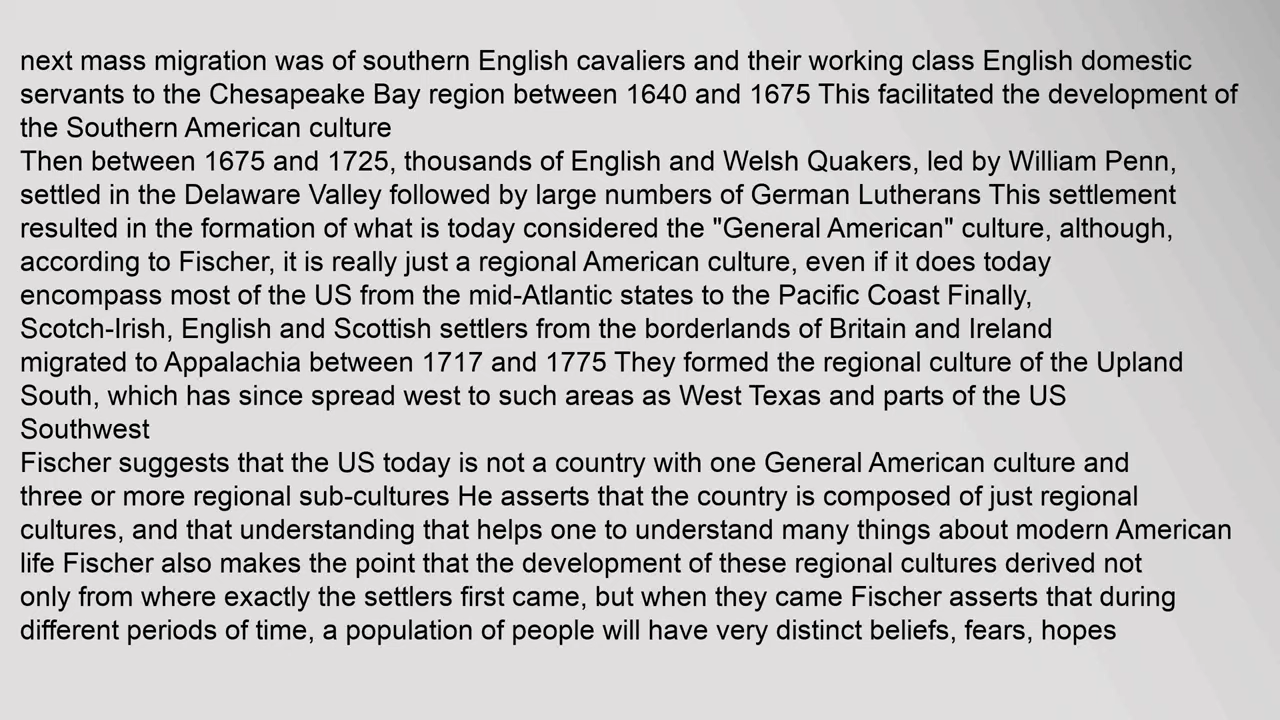 next mass migration was of southern English cavaliers and their working class English domestic
servants to the Chesapeake Bay region between 1640 and 1675 This facilitated the development of
the Southern American culture
Then between 1675 and 1725, thousands of English and Welsh Quakers, led by William Penn,
settled in the Delaware Valley followed by large numbers of German Lutherans This settlement
resulted in the formation of what is today considered the "General American" culture, although,
according to Fischer, it is really just a regional American culture, even if it does today
encompass most of the US from the mid-Atlantic states to the Pacific Coast Finally,
Scotch-Irish, English and Scottish settlers from the borderlands of Britain and Ireland
migrated to Appalachia between 1717 and 1775 They formed the regional culture of the Upland
South, which has since spread west to such areas as West Texas and parts of the US
Southwest
Fischer suggests that the US today is not a country with one General American culture and
three or more regional sub-cultures He asserts that the country is composed of just regional
cultures, and that understanding that helps one to understand many things about modern American
life Fischer also makes the point that the development of these regional cultures derived not
only from where exactly the settlers first came, but when they came Fischer asserts that during
different periods of time, a population of people will have very distinct beliefs, fears, hopes